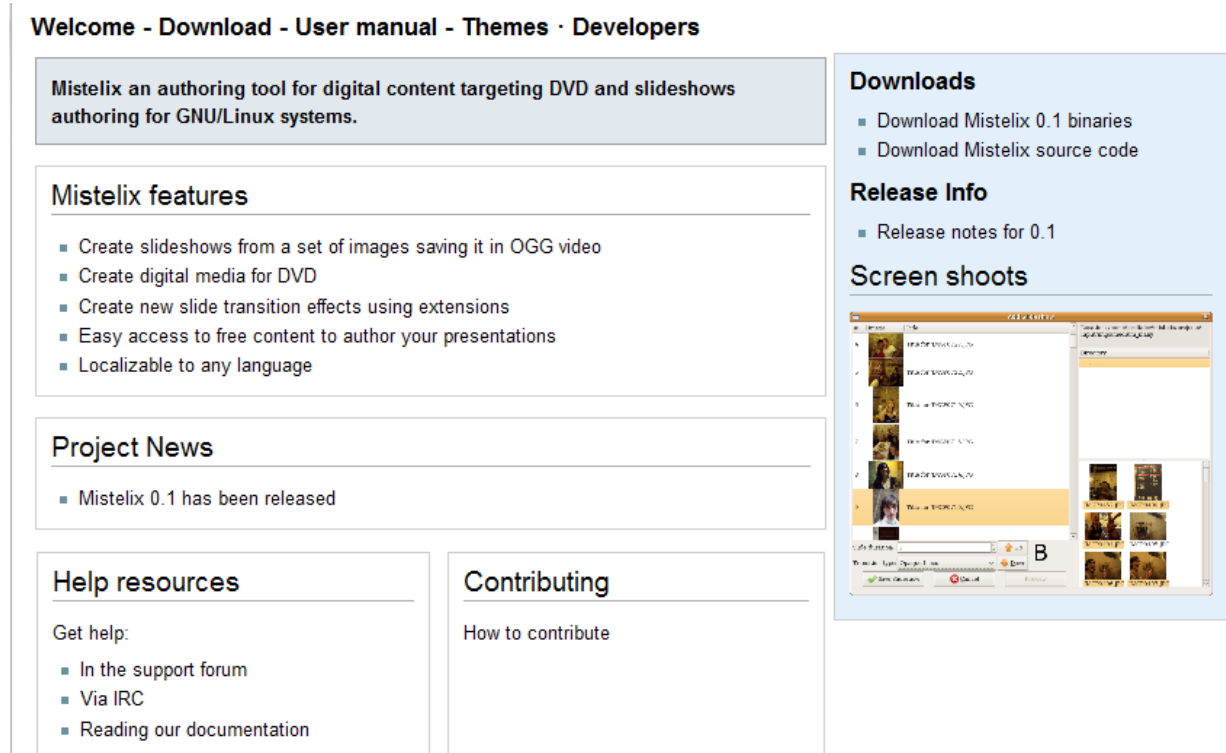 Welcome - Download - User manual - Themes · Developers
Mistelix an authoring tool for digital content targeting DVD and slideshows
authoring for GNU/Linux systems.
Mistelix features
Create slideshows from a set of images saving it in OGG video
Create digital media for DVD
Create new slide transition effects using extensions
Easy access to free content to author your presentations
Localizable to any language
Project News
Mistelix 0.1 has been released
Help resources
Get help:
In the support forum
Via IRC
Reading our documentation
Contributing
How to contribute
Downloads
Download Mistelix 0.1 binaries
Download Mistelix source code
Release Info
Release notes for 0.1
Screen shoots
Directory
B
Cancel